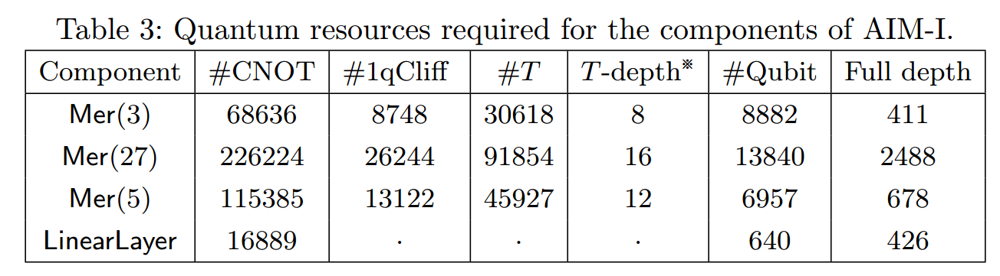 Table 3: Quantum resources required for the components of AIM-I.
Component #CNOT #1qCliff #T T-depth※ #Qubit Full depth
Mer(3) 68636 8748 30618 8 8882 411
Mer(27) 226224 26244 91854 16 13840 2488
Mer(5) 115385 13122 45927 12 6957 678
LinearLayer 16889 · · · 640 426